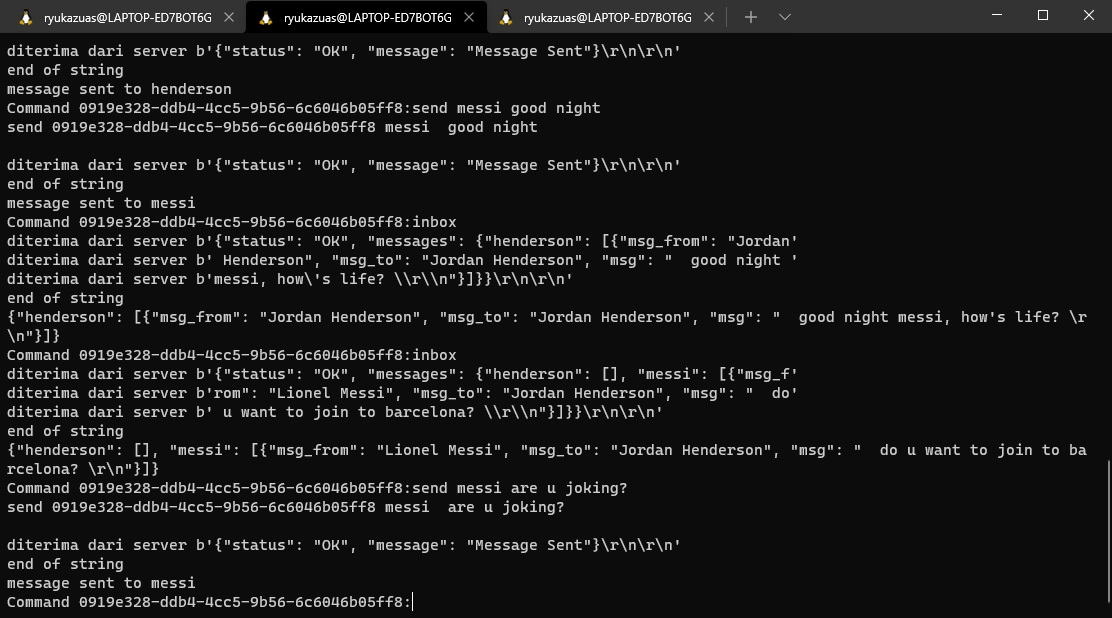 ryukazuas@LAPTOP-ED7BOT6G
ryukazuas@LAPTOP-ED7BOT6G
ryukazuas@LAPTOP-ED7BOT6G
diterima dari server b'{"status": "OK", "message": "Message Sent"}\r\n\r\n'
end of string
message sent to henderson
Command 0919e328-ddb4-4cc5-9b56-6c6046b05ff8:send messi good night
send 0919e328-ddb4-4cc5-9b56-6c6046b05ff8 messi  good night
diterima dari server b'{"status": "OK", "message": "Message Sent"}\r\n\r\n'
end of string
message sent to messi
Command 0919e328-ddb4-4cc5-9b56-6c6046b05ff8:inbox
diterima dari server b'{"status": "OK", "messages": {"henderson": [{"msg_from": "Jordan'
diterima dari server b' Henderson", "msg_to": "Jordan Henderson", "msg": "  good night '
diterima dari server b'messi, how\'s life? \\r\\n"}]}}\r\n\r\n'
end of string
{"henderson": [{"msg_from": "Jordan Henderson", "msg_to": "Jordan Henderson", "msg": "  good night messi, how's life? \r
\n"}]}
Command 0919e328-ddb4-4cc5-9b56-6c6046b05ff8:inbox
diterima dari server b'{"status": "OK", "messages": {"henderson": [], "messi": [{"msg_f'
diterima dari server b'rom": "Lionel Messi", "msg_to": "Jordan Henderson", "msg": "  do'
diterima dari server b' u want to join to barcelona? \\r\\n"}]}}\r\n\r\n'
end of string
{"henderson": [], "messi": [{"msg_from": "Lionel Messi", "msg_to": "Jordan Henderson", "msg": "  do u want to join to ba
rcelona? \r\n"}]}
Command 0919e328-ddb4-4cc5-9b56-6c6046b05ff8:send messi are u joking?
send 0919e328-ddb4-4cc5-9b56-6c6046b05ff8 messi  are u joking?
diterima dari server b'{"status": "OK", "message": "Message Sent"}\r\n\r\n'
end of string
message sent to messi
Command 0919e328-ddb4-4cc5-9b56-6c6046b05ff8: